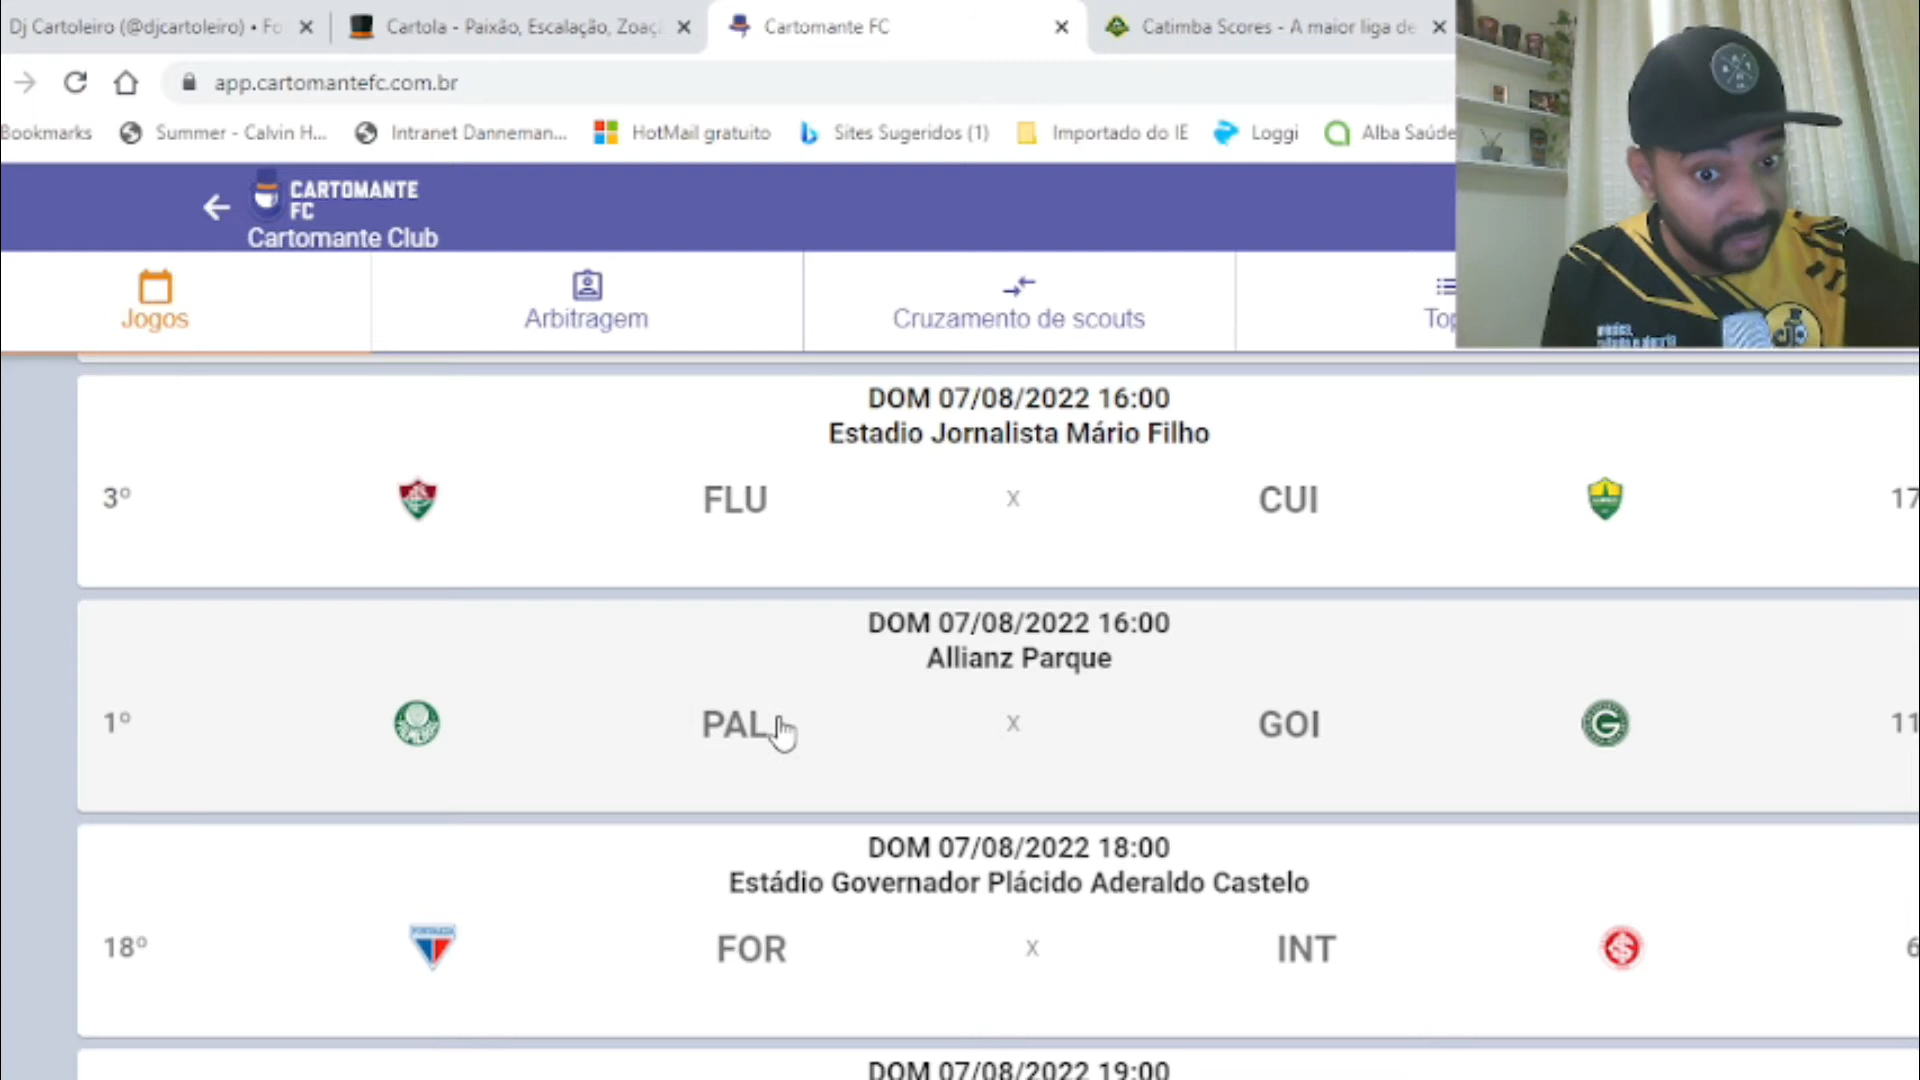 Dj Cartoleiro (@djcartoleiro) • Fo
Cartola - Paixão, Escalação, Zoaç
Cartomante FC
Catimba Scores - A maior liga de
app.cartomantefc.com.br
Bookmarks
Summer - Calvin H...
Intranet Danneman...
HotMail gratuito
Sites Sugeridos (1)
Importado do IE
Loggi
Alba Saúde
CARTOMANTE
FC
Cartomante Club
Jogos
Arbitragem
Cruzamento de scouts
Top
DOM 07/08/2022 16:00
Estadio Jornalista Mário Filho
3º FLU X CUI 17
DOM 07/08/2022 16:00
Allianz Parque
1º PAL X GOI 11
DOM 07/08/2022 18:00
Estádio Governador Plácido Aderaldo Castelo
18º FOR X INT 6
DOM 07/08/2022 19:00